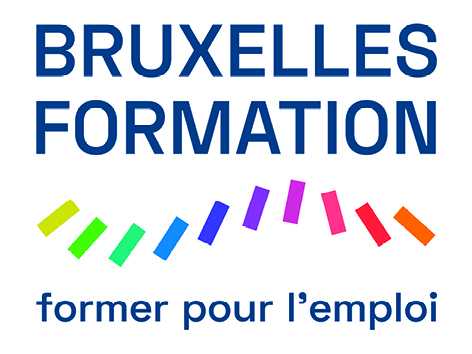 BRUXELLES
FORMATION
former pour l'emploi